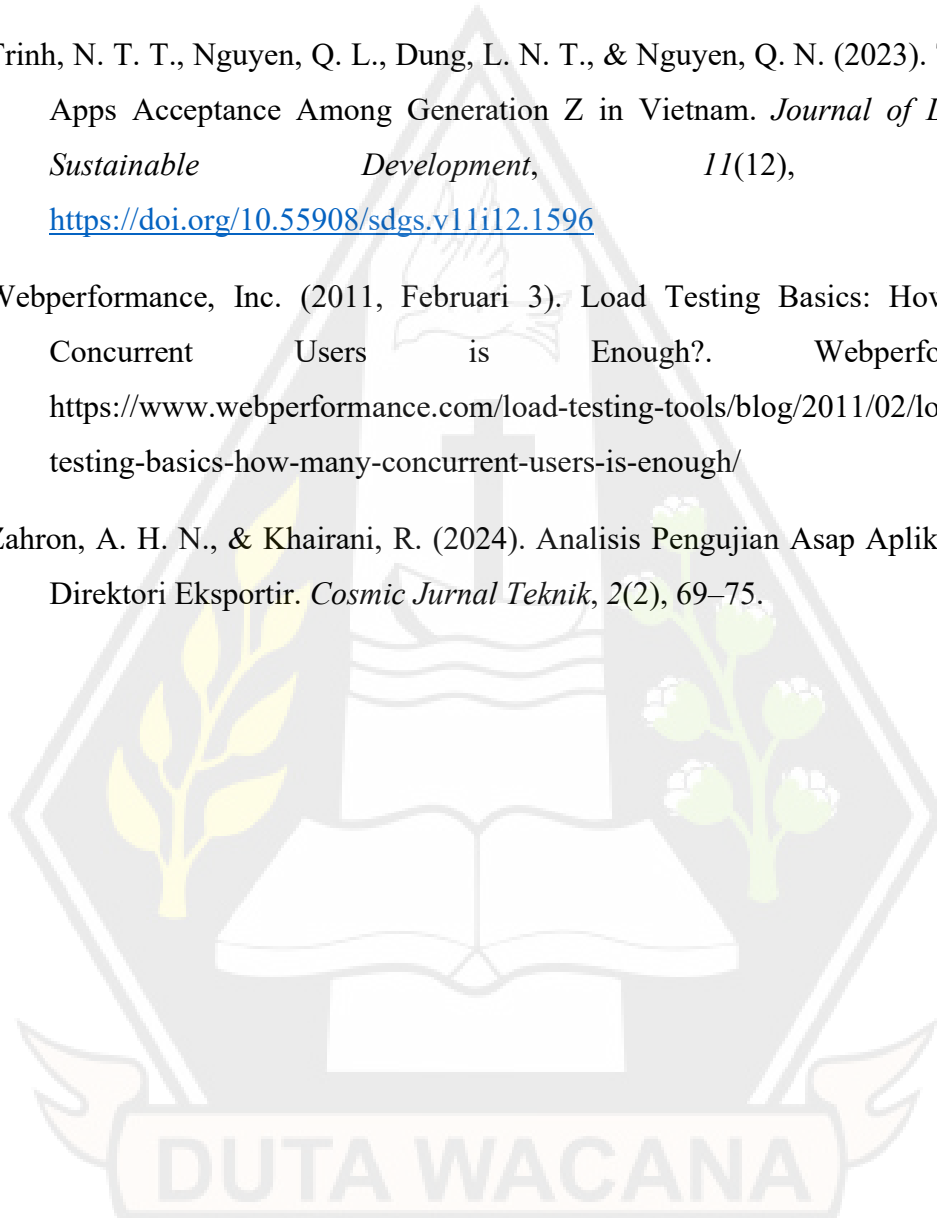 Trinh, N. T. T., Nguyen, Q. L., Dung, L. N. T., & Nguyen, Q. N. (2023).
Apps Acceptance Among Generation Z in Vietnam. Journal of
Sustainable Development, 11(12),
https://doi.org/10.55908/sdgs.v11i12.1596
Webperformance, Inc. (2011, Februari 3). Load Testing Basics: How
Concurrent Users is Enough?. Webperfo
https://www.webperformance.com/load-testing-tools/blog/2011/02/lo
testing-basics-how-many-concurrent-users-is-enough/
Zahron, A. H. N., & Khairani, R. (2024). Analisis Pengujian Asap Aplik
Direktori Eksportir. Cosmic Jurnal Teknik, 2(2), 69–75.
DUTA WACANA